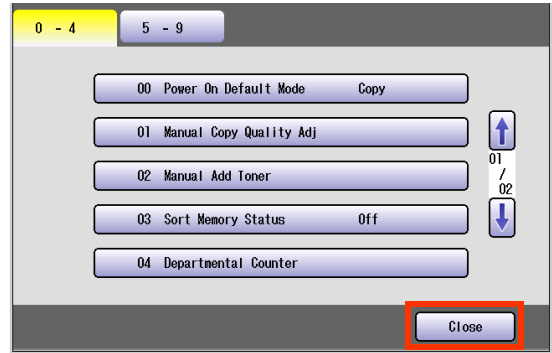 0 - 4 5 - 9
00 Power On Default Mode Copy
01 Manual Copy Quality Adj
02 Manual Add Toner
03 Sort Memory Status Off
04 Departmental Counter
01
/
02
Close